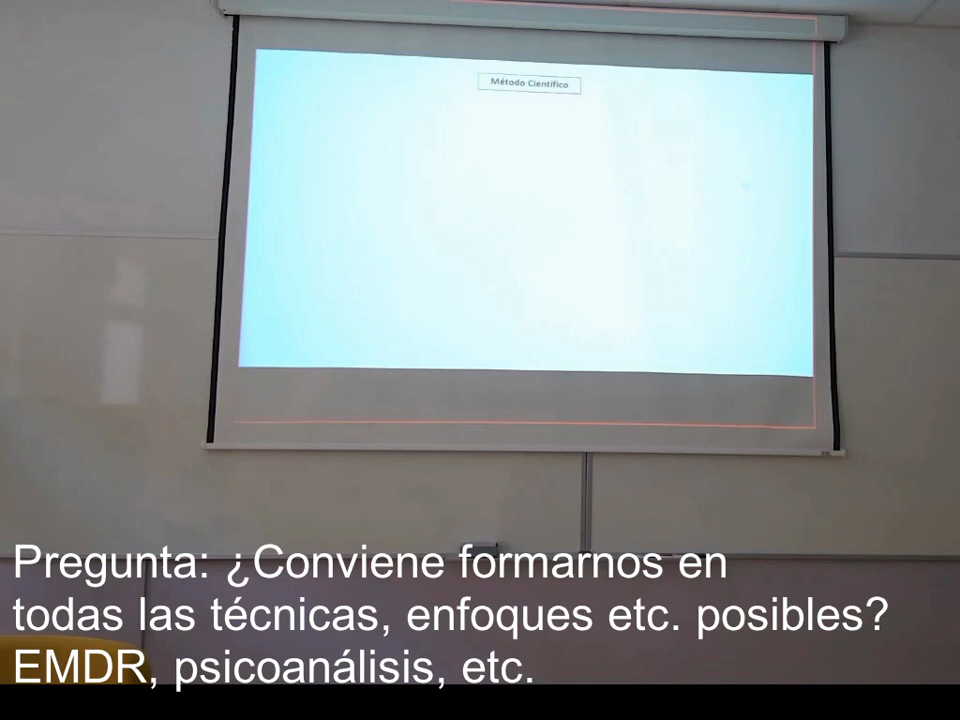 Método Científico
Pregunta: ¿Conviene formarnos en
todas las técnicas, enfoques etc. posibles?
EMDR, psicoanálisis, etc.